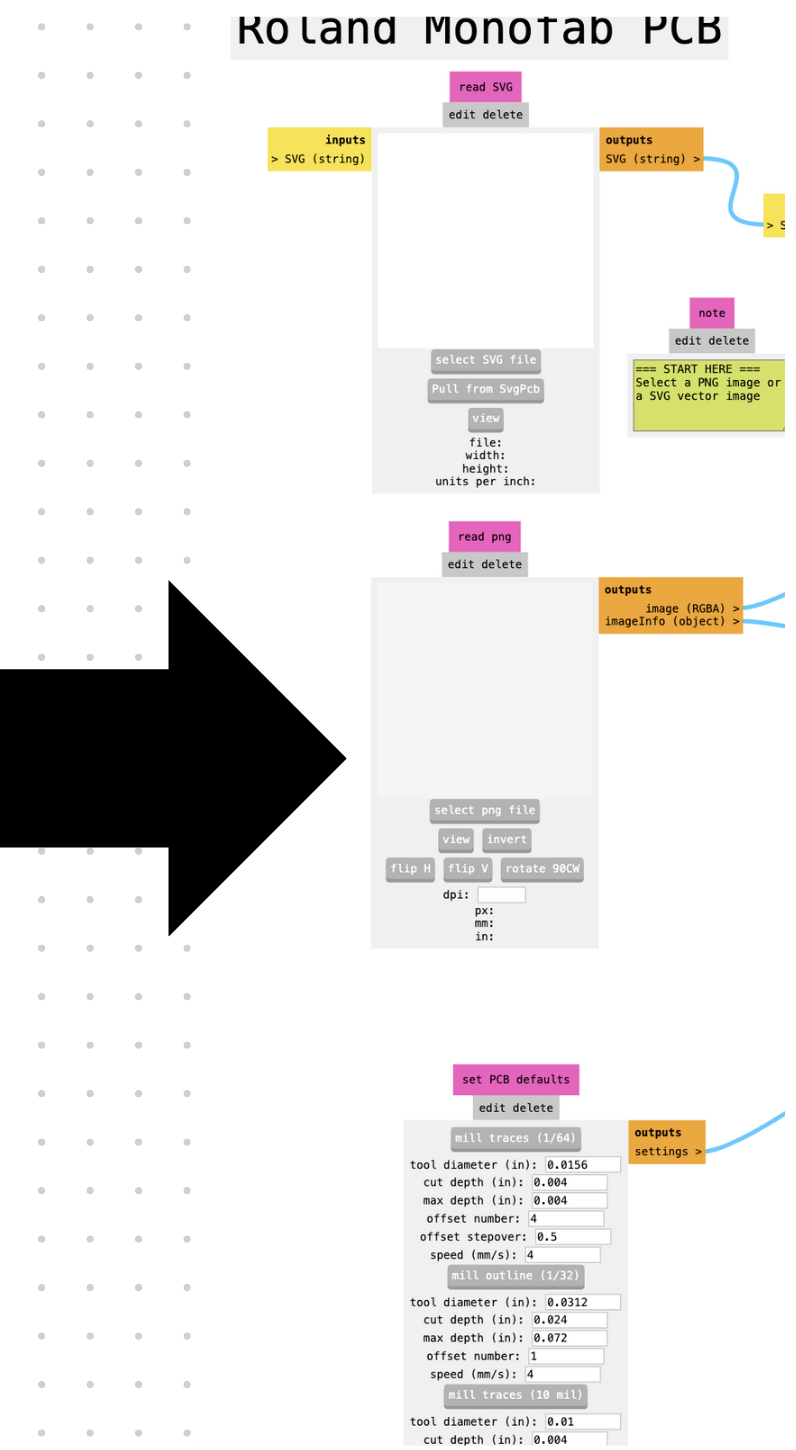 Roland Monofab PCB
read SVG
edit delete
inputs
> SVG (string)
outputs
SVG (string) >
select SVG file
Pull from SvgPcb
view
file:
width:
height:
units per inch:
note
edit delete
=== START HERE ===
Select a PNG image or
a SVG vector image
read png
edit delete
outputs
image (RGBA) >
imageInfo (object) >
select png file
view invert
flip H flip V rotate 90CW
dpi:
px:
mm:
in:
set PCB defaults
edit delete
outputs
settings >
mill traces (1/64)
tool diameter (in): 0.0156
cut depth (in): 0.004
max depth (in): 0.004
offset number: 4
offset stepover: 0.5
speed (mm/s): 4
mill outline (1/32)
tool diameter (in): 0.0312
cut depth (in): 0.024
max depth (in): 0.072
offset number: 1
speed (mm/s): 4
mill traces (10 mil)
tool diameter (in): 0.01
cut depth (in): 0.004